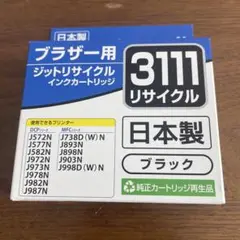 日本製
ブラザー用
ジットリサイクル
インクカートリッジ
3111
リサイクル
日本製
ブラック
使用できるプリンター
DCPシリーズ MFCシリーズ
J572N J738D(W)N
J577N J893N
J582N J898N
J972N J903N
J973N J998D(W)N
J978N
J982N
J987N
純正カートリッジ再生品